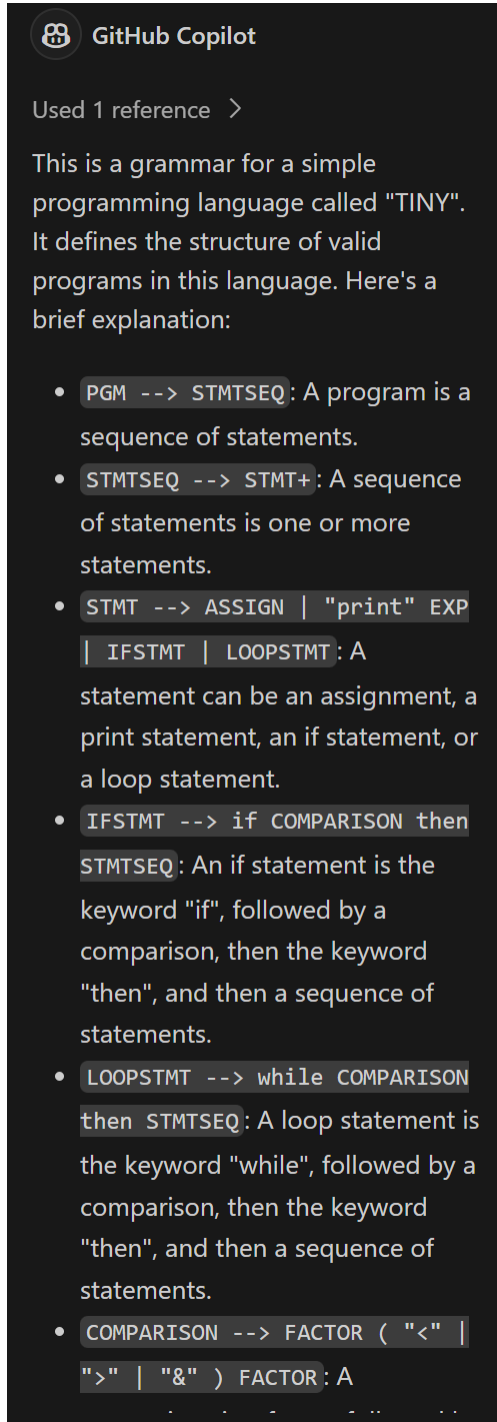 GitHub Copilot
Used 1 reference >
This is a grammar for a simple
programming language called "TINY".
It defines the structure of valid
programs in this language. Here's a
brief explanation:
• PGM --> STMTSEQ: A program is a
sequence of statements.
• STMTSEQ --> STMT+: A sequence
of statements is one or more
statements.
• STMT --> ASSIGN | "print" EXP
| IFSTMT | LOOPSTMT: A
statement can be an assignment, a
print statement, an if statement, or
a loop statement.
• IFSTMT --> if COMPARISON then
STMTSEQ: An if statement is the
keyword "if", followed by a
comparison, then the keyword
"then", and then a sequence of
statements.
• LOOPSTMT --> while COMPARISON
then STMTSEQ: A loop statement is
the keyword "while", followed by a
comparison, then the keyword
"then", and then a sequence of
statements.
• COMPARISON --> FACTOR ( "<" |
">" | "&" ) FACTOR: A